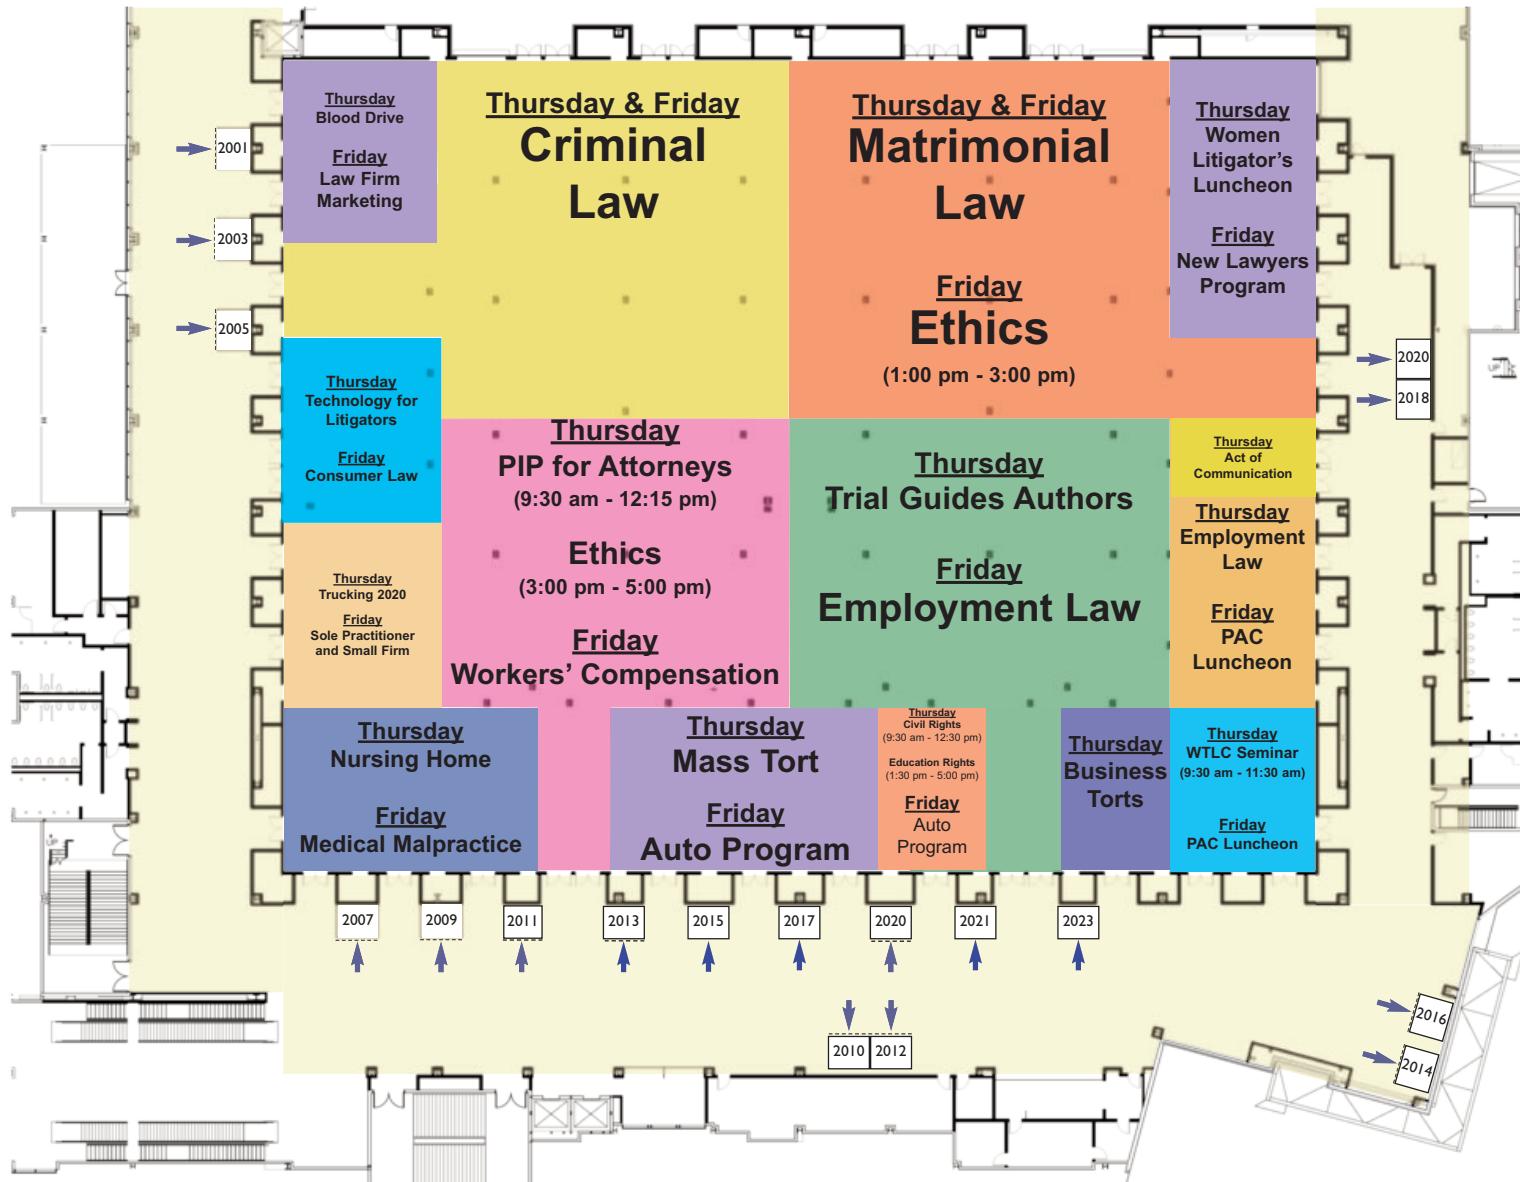 Thursday
Blood Drive
Friday
Law Firm
Marketing
Thursday & Friday
Criminal
Law
Thursday & Friday
Matrimonial
Law
Friday
Ethics
(1:00 pm - 3:00 pm)
Thursday
Women
Litigator's
Luncheon
Friday
New Lawyers
Program
2001
2003
2005
2020
2018
UP
Thursday
Technology for
Litigators
Friday
Consumer Law
Thursday
PIP for Attorneys
(9:30 am - 12:15 pm)
Ethics
(3:00 pm - 5:00 pm)
Friday
Workers' Compensation
Thursday
Trial Guides Authors
Friday
Employment Law
Thursday
Act of
Communication
Thursday
Employment
Law
Friday
PAC
Luncheon
Thursday
Trucking 2020
Friday
Sole Practitioner
and Small Firm
Thursday
Nursing Home
Friday
Medical Malpractice
Thursday
Mass Tort
Friday
Auto Program
Thursday
Civil Rights
(9:30 am - 12:30 pm)
Education Rights
(1:30 pm - 5:00 pm)
Friday
Auto
Program
Thursday
Business
Torts
Thursday
WTLC Seminar
(9:30 am - 11:30 am)
Friday
PAC Luncheon
UP
2007
2009
2011
2013
2015
2017
2020
2021
2023
2010
2012
2016
2014